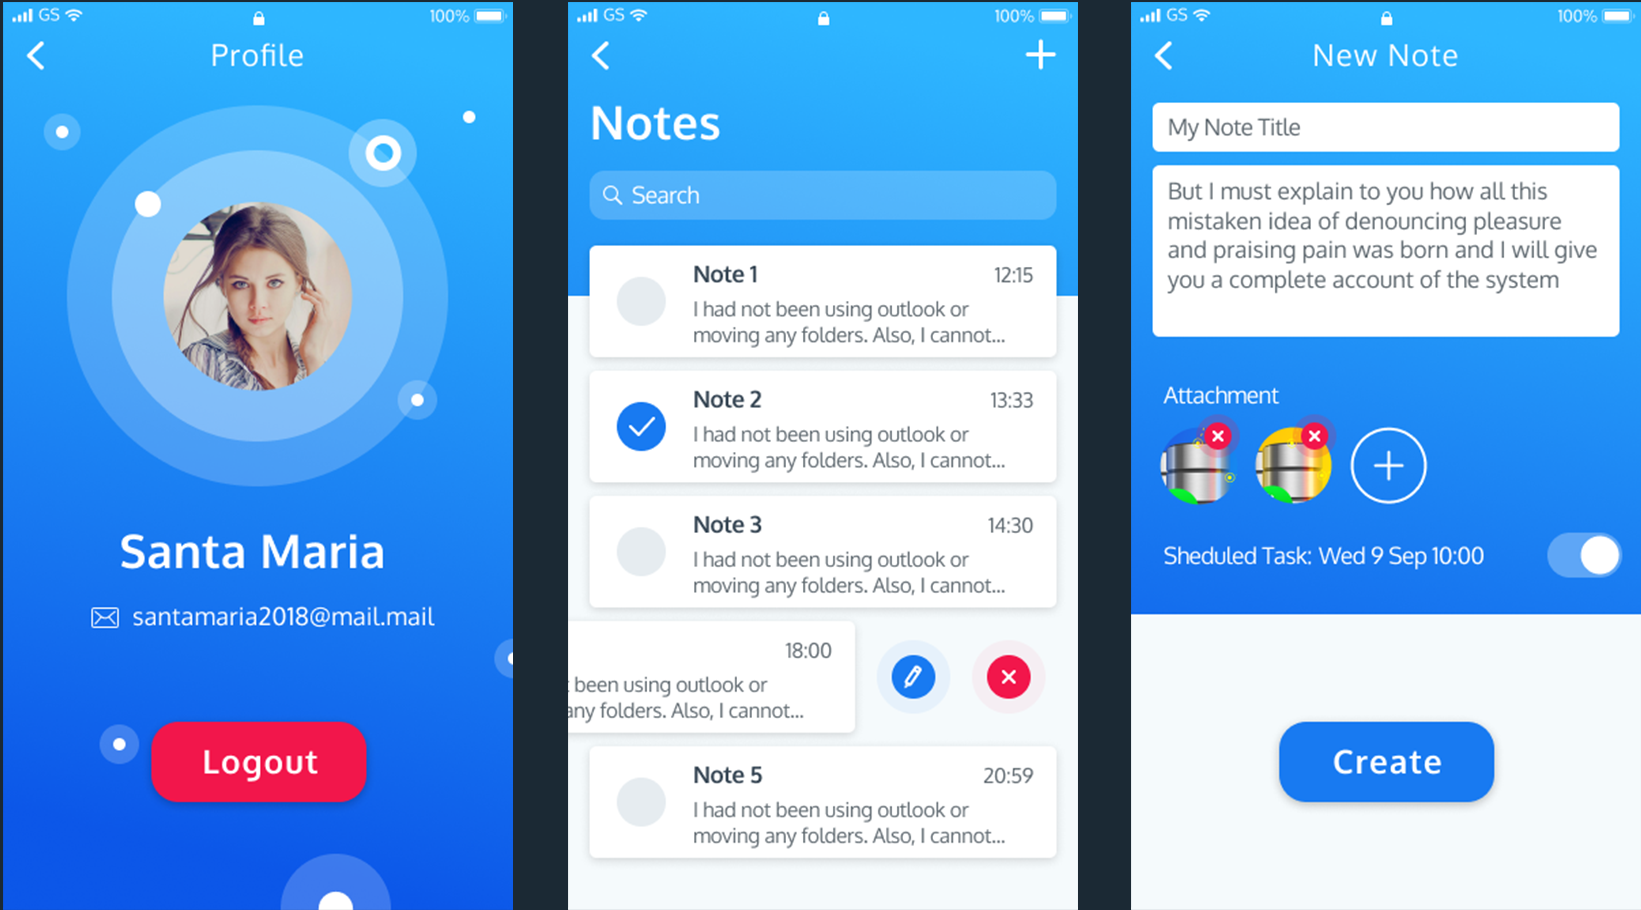 GS
100%
Profile
Santa Maria
santamaria2018@mail.mail
Logout
GS
100%
Notes
Search
Note 1
12:15
I had not been using outlook or
moving any folders. Also, I cannot...
Note 2
13:33
I had not been using outlook or
moving any folders. Also, I cannot...
Note 3
14:30
I had not been using outlook or
moving any folders. Also, I cannot...
18:00
been using outlook or
any folders. Also, I cannot...
Note 5
20:59
I had not been using outlook or
moving any folders. Also, I cannot...
GS
100%
New Note
My Note Title
But I must explain to you how all this
mistaken idea of denouncing pleasure
and praising pain was born and I will give
you a complete account of the system
Attachment
Sheduled Task: Wed 9 Sep 10:00
Create